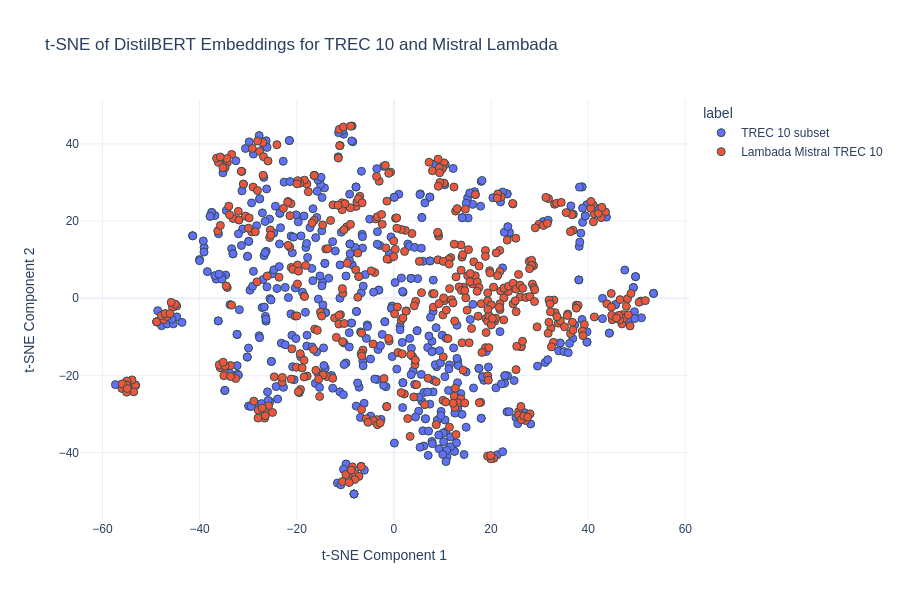 t-SNE of DistilBERT Embeddings for TREC 10 and Mistral Lambada
label
TREC 10 subset
Lambada Mistral TREC 10
40
20
0
−20
−40
t-SNE Component 2
−60
−40
−20
0
20
40
60
t-SNE Component 1